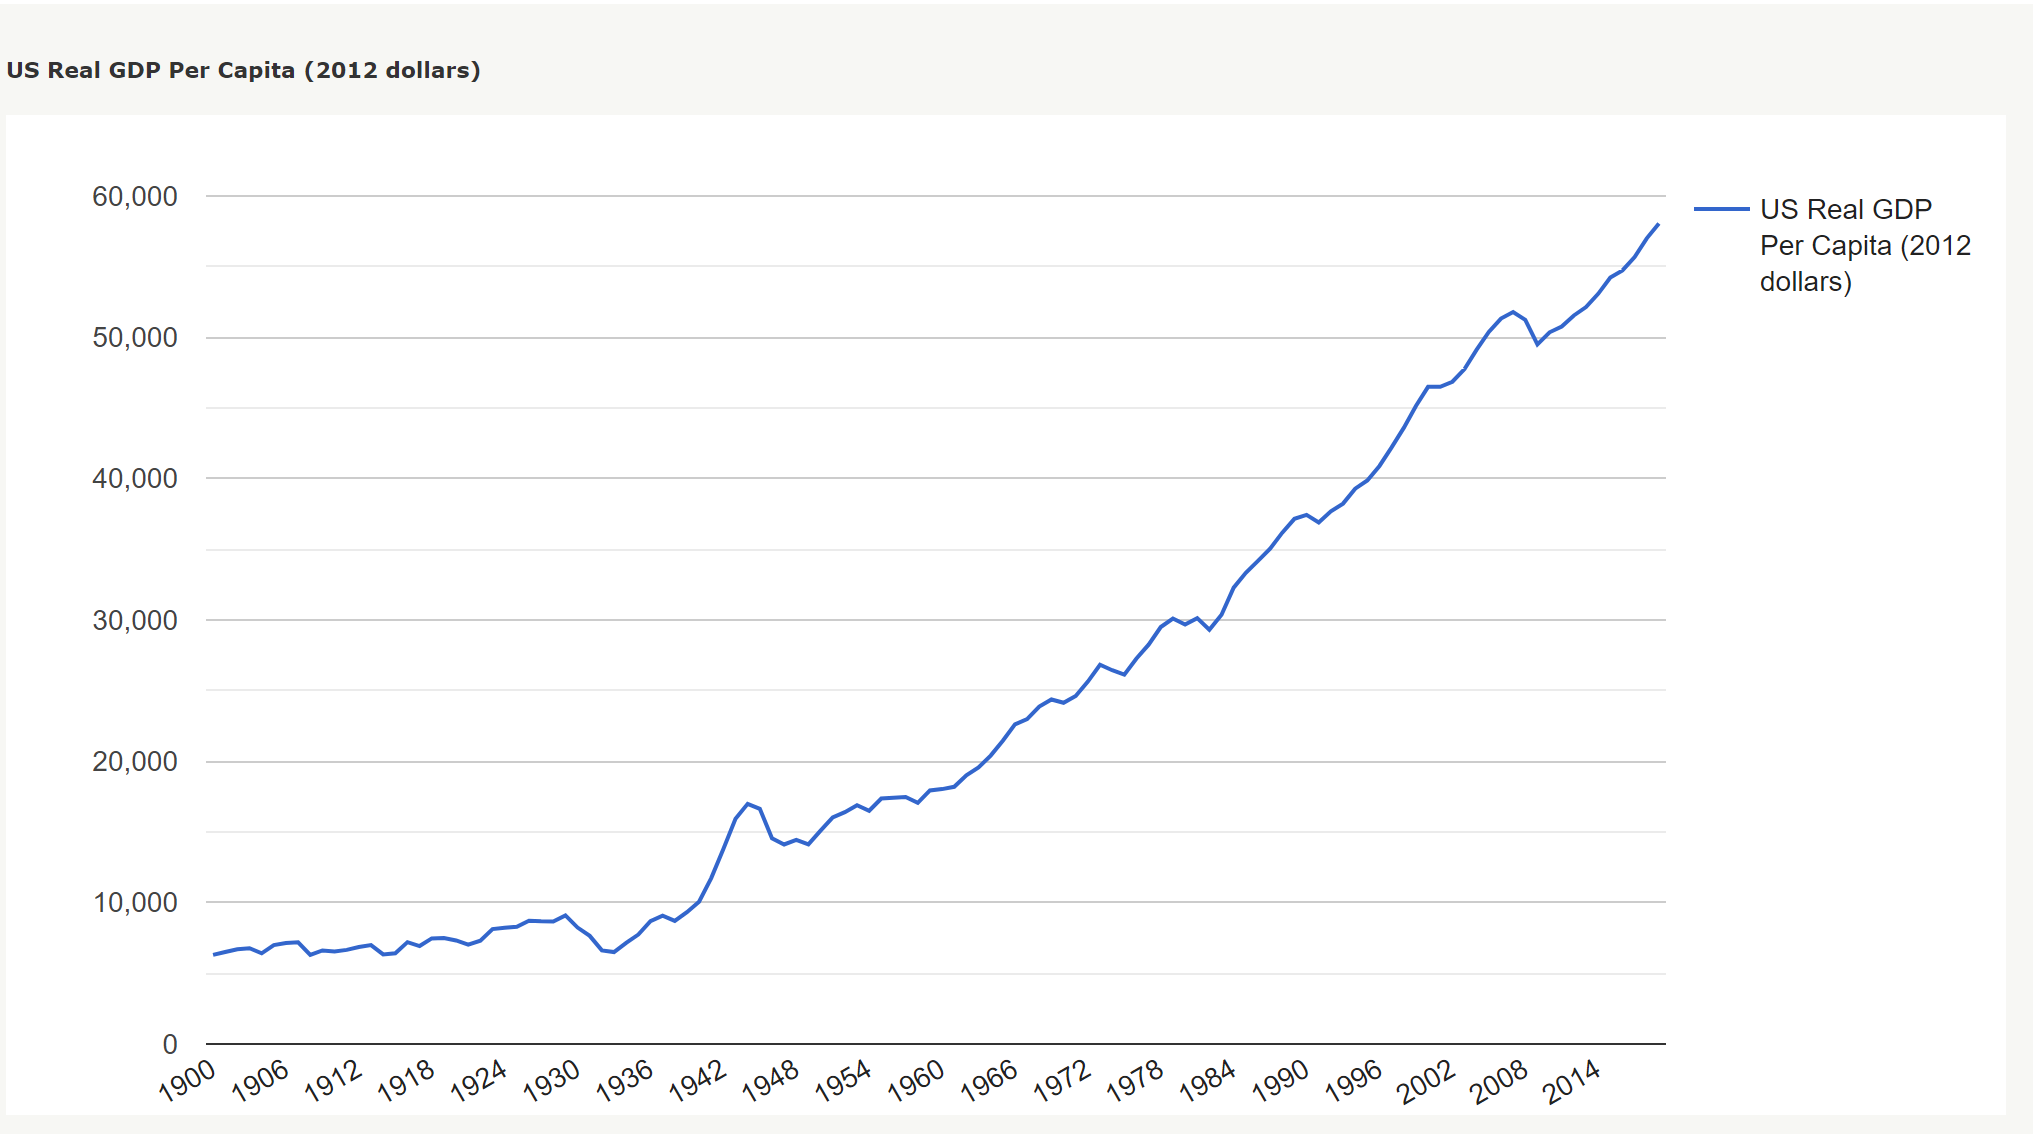 US Real GDP Per Capita (2012 dollars)
60,000
50,000
40,000
30,000
20,000
10,000
0
US Real GDP
Per Capita (2012
dollars)
1900 1906 1912 1918 1924 1930 1936 1942 1948 1954 1960 1966 1972 1978 1984 1990 1996 2002 2008 2014